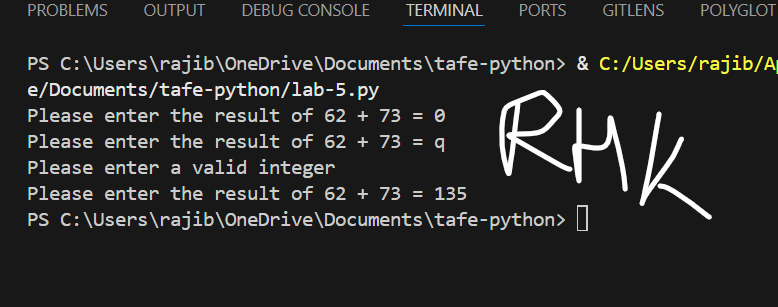 PROBLEMS OUTPUT DEBUG CONSOLE TERMINAL PORTS GITLENS POLYGLOT
PS C:\Users\rajib\OneDrive\Documents\tafe-python> & C:/Users/rajib/Ap
e/Documents/tafe-python/lab-5.py
Please enter the result of 62 + 73 = 0
Please enter the result of 62 + 73 = q
Please enter a valid integer
Please enter the result of 62 + 73 = 135
PS C:\Users\rajib\OneDrive\Documents\tafe-python>
RHK